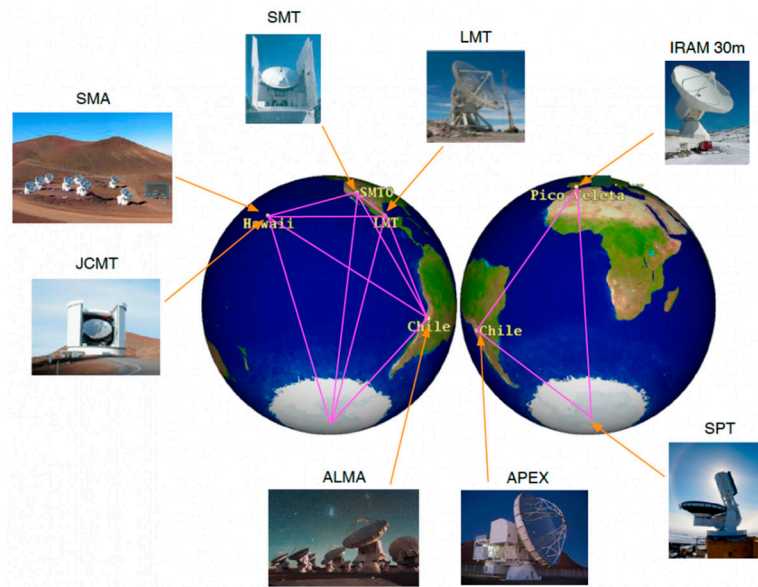 SMT
LMT
IRAM 30m
SMA
SMTO
Pico Veleta
Hawaii
LMT
JCMT
Chile
Chile
SPT
ALMA
APEX